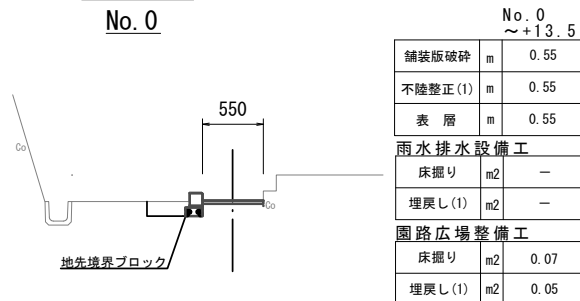 No.0
550
Co
Co
地先境界ブロック
No.0
～+13.5
舗装版破砕 m 0.55
不陸整正(1) m 0.55
表 層 m 0.55
雨水排水設備工
床掘り m2 －
埋戻し(1) m2 －
園路広場整備工
床掘り m2 0.07
埋戻し(1) m2 0.05